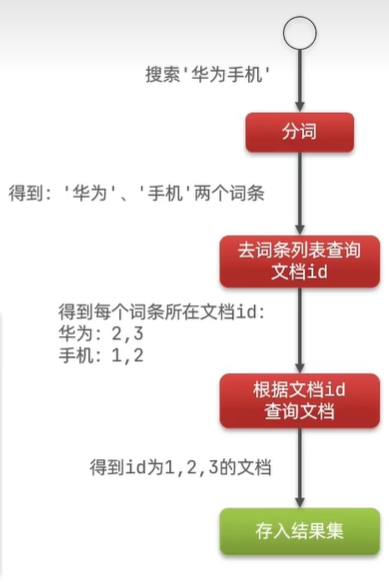 搜索'华为手机'
分词
得到：'华为'、'手机'两个词条
去词条列表查询
文档id
得到每个词条所在文档id：
华为：2,3
手机：1,2
根据文档id
查询文档
得到id为1,2,3的文档
存入结果集